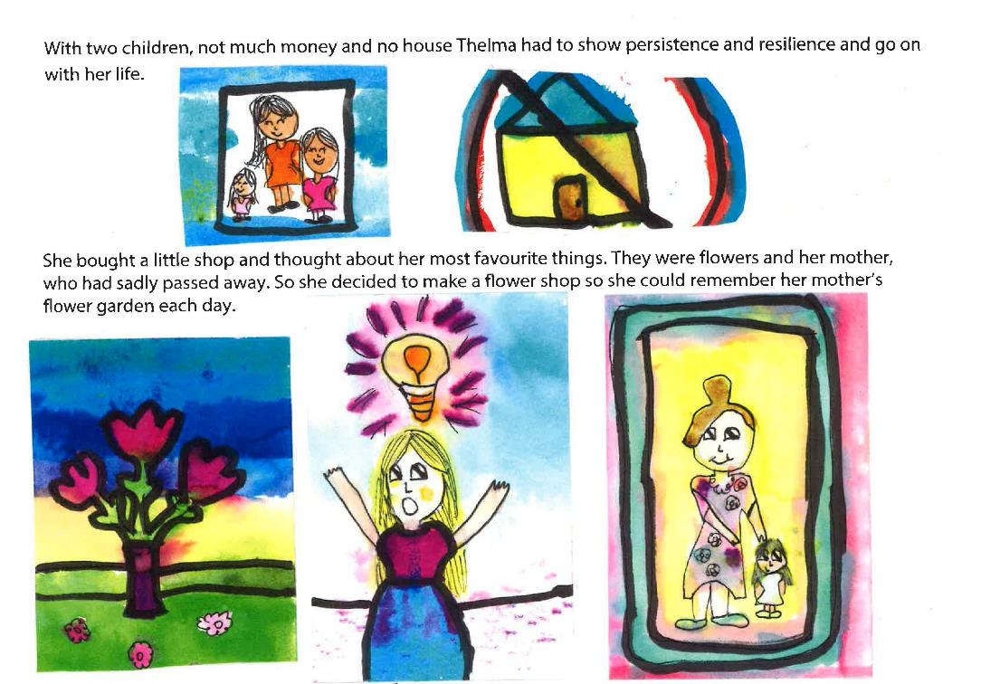 With two children, not much money and no house Thelma had to show persistence and resilience and go on
with her life.
She bought a little shop and thought about her most favourite things. They were flowers and her mother,
who had sadly passed away. So she decided to make a flower shop so she could remember her mother's
flower garden each day.